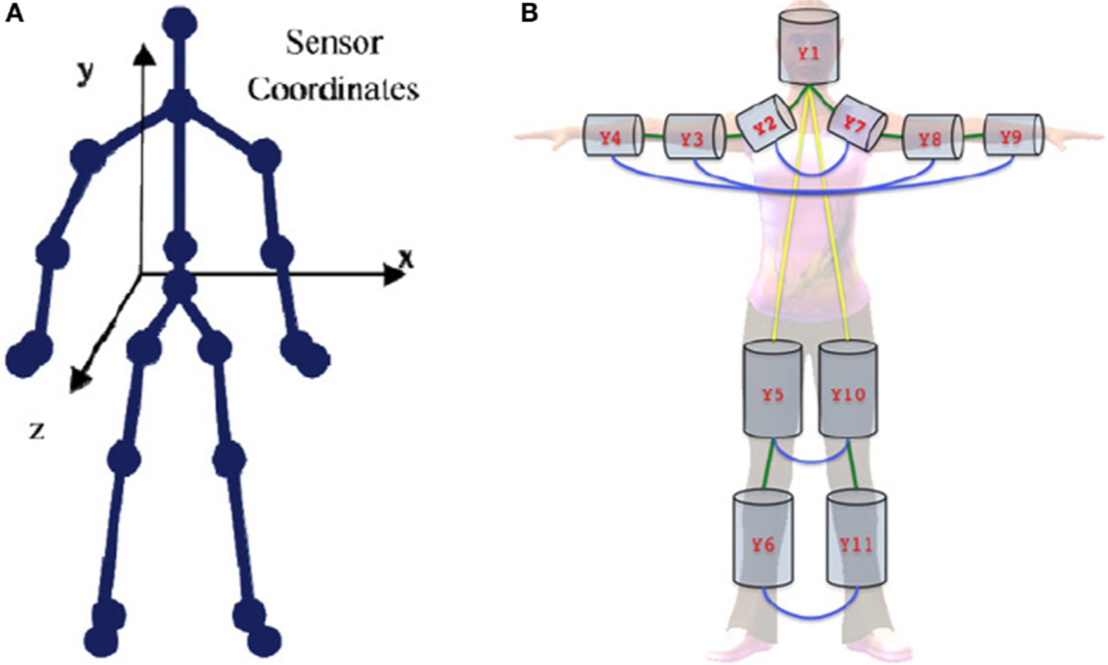 A
Sensor
Coordinates
y
x
z
B
Y1
Y2
Y7
Y4
Y3
Y8
Y9
Y5
Y10
Y6
Y11